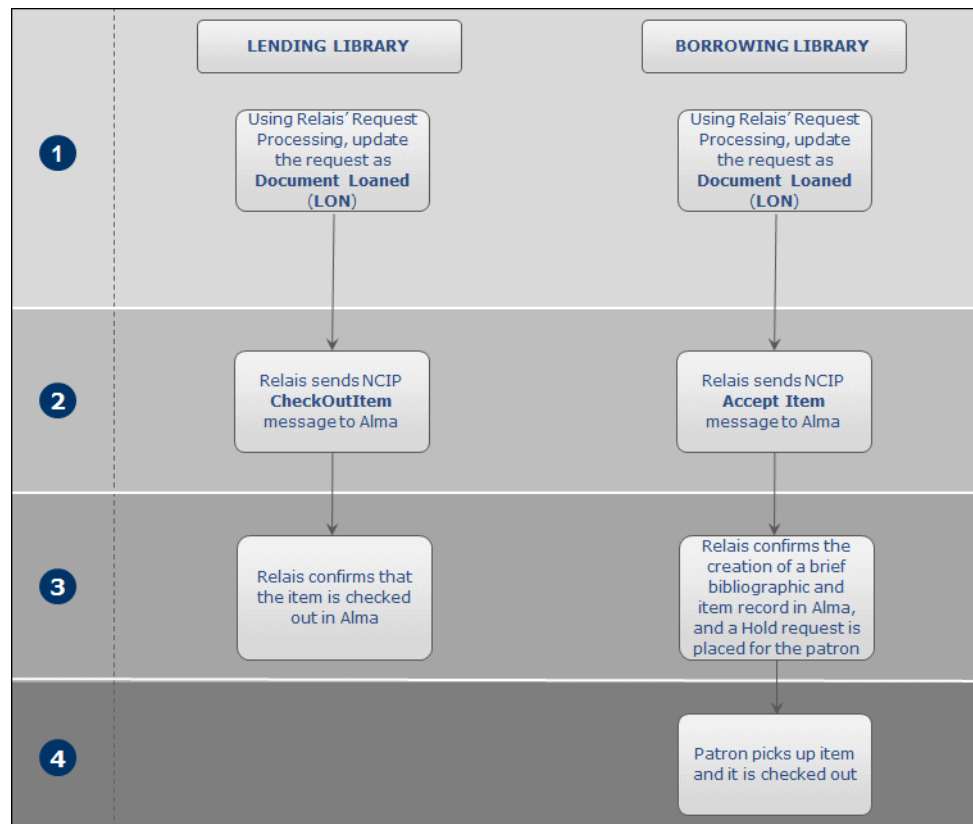 LENDING LIBRARY
BORROWING LIBRARY
1
Using Relais’ Request
Processing, update
the request as
Document Loaned
(LON)
Using Relais’ Request
Processing, update
the request as
Document Loaned
(LON)
2
Relais sends NCIP
CheckOutItem
message to Alma
Relais sends NCIP
Accept Item
message to Alma
3
Relais confirms that
the item is checked
out in Alma
Relais confirms the
creation of a brief
bibliographic and
item record in Alma,
and a Hold request is
placed for the patron
4
Patron picks up item
and it is checked out